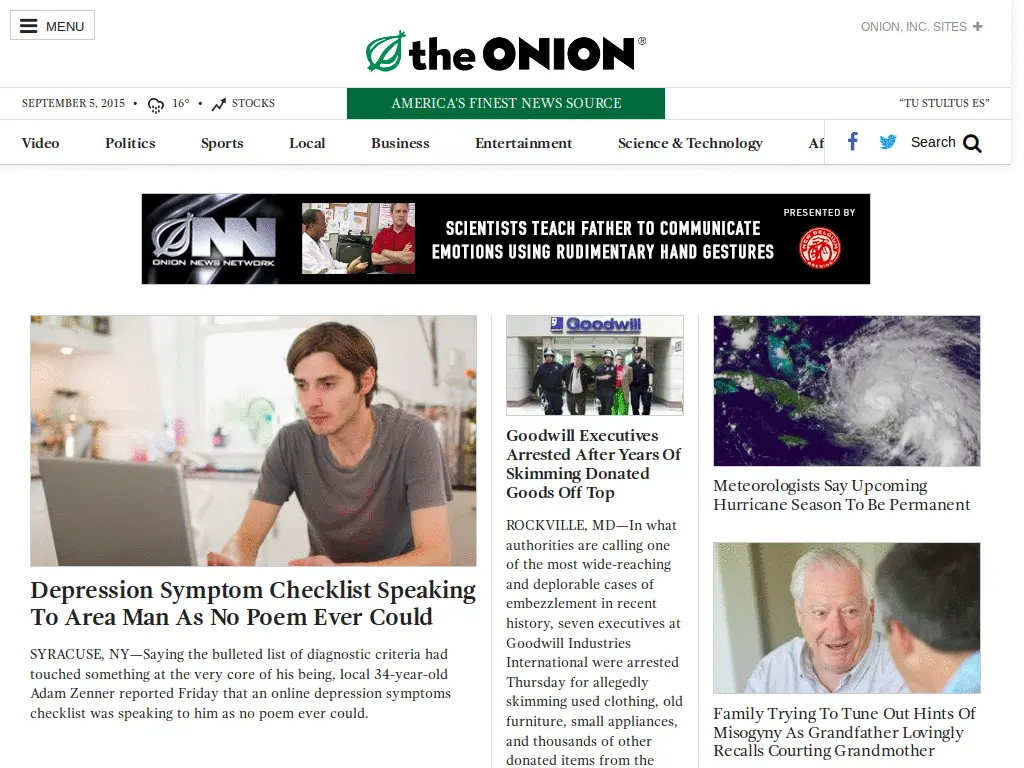 MENU
ONION, INC. SITES +
the ONION®
SEPTEMBER 5, 2015 • 16° • STOCKS
AMERICA'S FINEST NEWS SOURCE
“TU STULTUS ES”
Video Politics Sports Local Business Entertainment Science & Technology Af
Search
ONN
ONION NEWS NETWORK
SCIENTISTS TEACH FATHER TO COMMUNICATE
EMOTIONS USING RUDIMENTARY HAND GESTURES
PRESENTED BY
NEW BELGIUM
BREWING
Depression Symptom Checklist Speaking
To Area Man As No Poem Ever Could
SYRACUSE, NY—Saying the bulleted list of diagnostic criteria had
touched something at the very core of his being, local 34-year-old
Adam Zenner reported Friday that an online depression symptoms
checklist was speaking to him as no poem ever could.
Goodwill
Goodwill Executives
Arrested After Years Of
Skimming Donated
Goods Off Top
ROCKVILLE, MD—In what
authorities are calling one
of the most wide-reaching
and deplorable cases of
embezzlement in recent
history, seven executives at
Goodwill Industries
International were arrested
Thursday for allegedly
skimming used clothing, old
furniture, small appliances,
and thousands of other
donated items from the
Meteorologists Say Upcoming
Hurricane Season To Be Permanent
Family Trying To Tune Out Hints Of
Misogyny As Grandfather Lovingly
Recalls Courting Grandmother